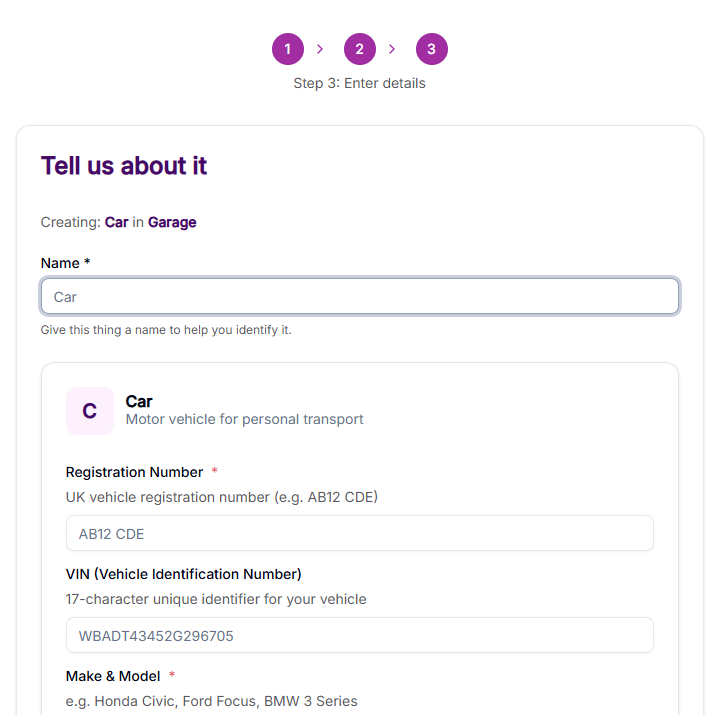 1 2 3
Step 3: Enter details
Tell us about it
Creating: Car in Garage
Name *
Car
Give this thing a name to help you identify it.
C
Car
Motor vehicle for personal transport
Registration Number *
UK vehicle registration number (e.g. AB12 CDE)
AB12 CDE
VIN (Vehicle Identification Number)
17-character unique identifier for your vehicle
WBADT43452G296705
Make & Model *
e.g. Honda Civic, Ford Focus, BMW 3 Series